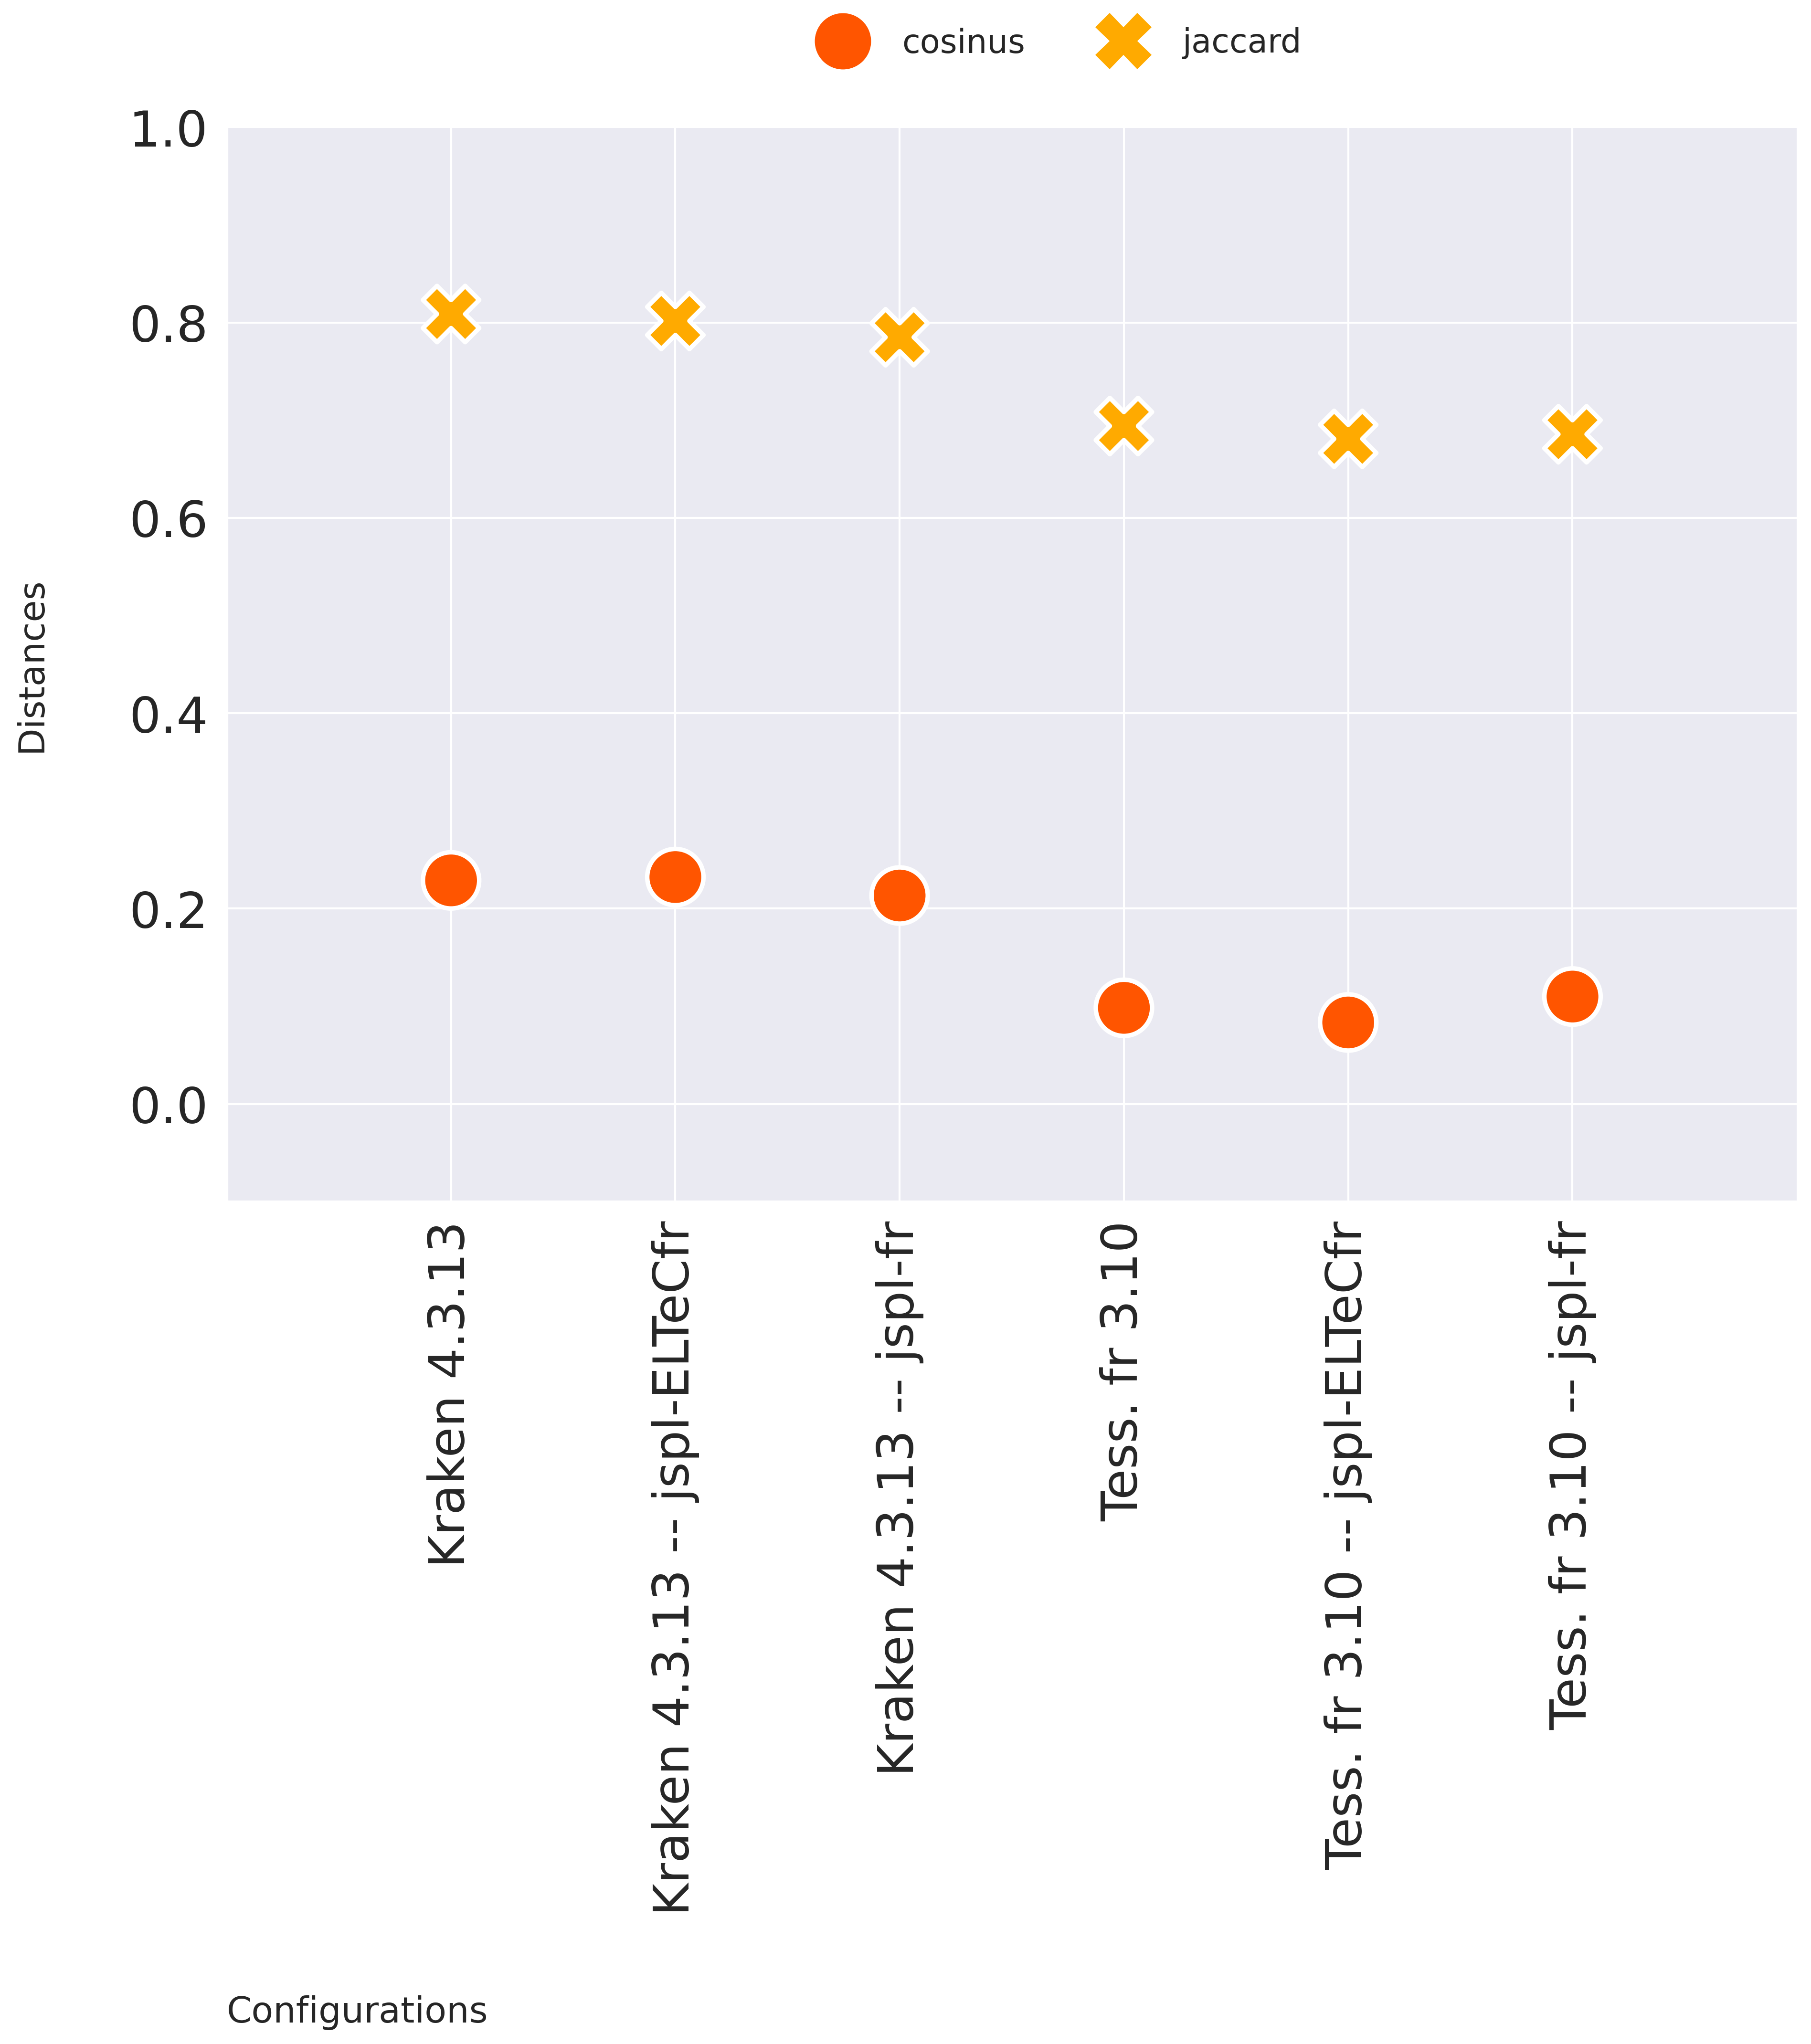 cosinus jaccard
1.0
0.8
0.6
0.4
0.2
0.0
Distances
Kraken 4.3.13
Kraken 4.3.13 -- jspl-ELTeCfr
Kraken 4.3.13 -- jspl-fr
Tess. fr 3.10
Tess. fr 3.10 -- jspl-ELTeCfr
Tess. fr 3.10 -- jspl-fr
Configurations